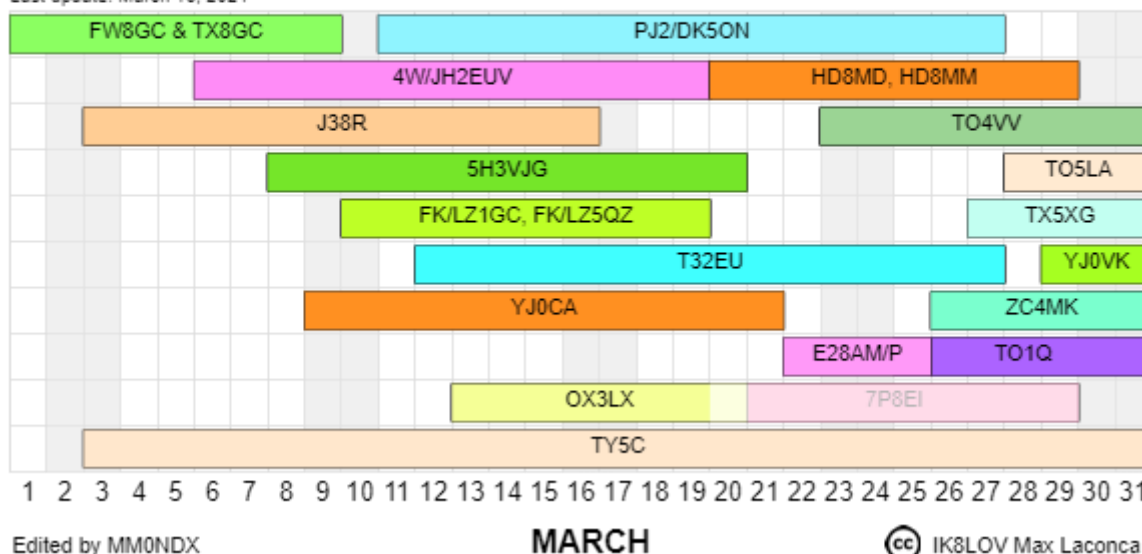 FW8GC & TX8GC PJ2/DK5ON
4W/JH2EUV HD8MD, HD8MM
J38R TO4VV
5H3VJG TO5LA
FK/LZ1GC, FK/LZ5QZ TX5XG
T32EU YJ0VK
YJ0CA ZC4MK
E28AM/P TO1Q
OX3LX 7P8EI
TY5C
1 2 3 4 5 6 7 8 9 10 11 12 13 14 15 16 17 18 19 20 21 22 23 24 25 26 27 28 29 30 31
Edited by MM0NDX MARCH cc IK8LOV Max Laconca